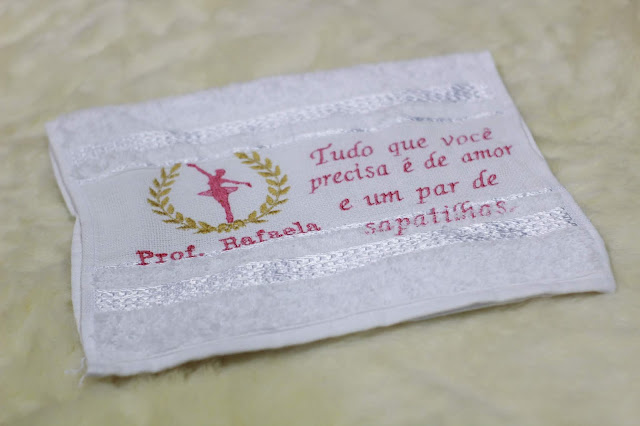 Tudo que você
precisa é de amor
e um par de
sapatilhas.
Prof. Rafaela